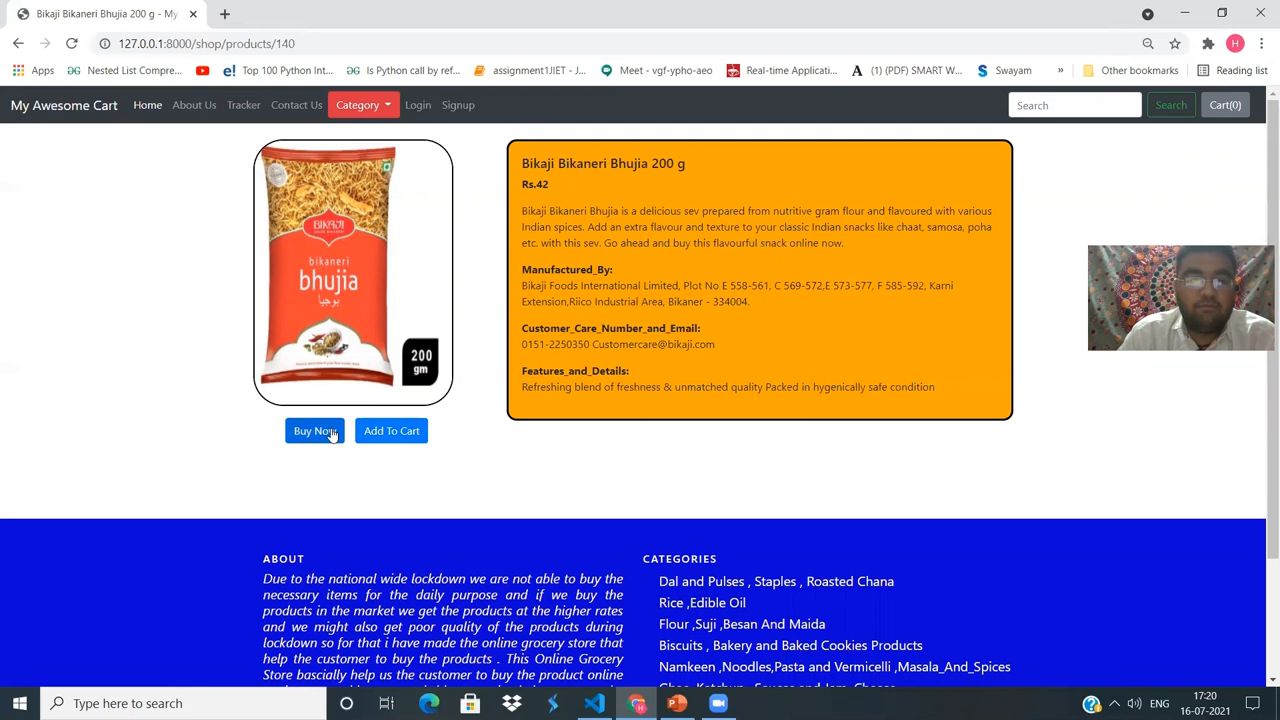 Bikaji Bikaneri Bhujia 200 g - My
127.0.0.1:8000/shop/products/140
H
Apps Nested List Compre... Top 100 Python Int... Is Python call by ref... assignment1JIET - J... Meet - vgf-ypho-aeo Real-time Applicati... (1) (PDF) SMART W... Swayam » Other bookmarks Reading list
My Awesome Cart Home About Us Tracker Contact Us Category Login Signup Search Search Cart(0)
BIKAJI
bikaneri
bhujia
بوجيا
200
gm
Buy Now Add To Cart
Bikaji Bikaneri Bhujia 200 g
Rs.42
Bikaji Bikaneri Bhujia is a delicious sev prepared from nutritive gram flour and flavoured with various
Indian spices. Add an extra flavour and texture to your classic Indian snacks like chaat, samosa, poha
etc. with this sev. Go ahead and buy this flavourful snack online now.
Manufactured_By:
Bikaji Foods International Limited, Plot No E 558-561, C 569-572,E 573-577, F 585-592, Karni
Extension,Riico Industrial Area, Bikaner - 334004.
Customer_Care_Number_and_Email:
0151-2250350 Customercare@bikaji.com
Features_and_Details:
Refreshing blend of freshness & unmatched quality Packed in hygenically safe condition
ABOUT
Due to the national wide lockdown we are not able to buy the
necessary items for the daily purpose and if we buy the
products in the market we get the products at the higher rates
and we might also get poor quality of the products during
lockdown so for that i have made the online grocery store that
help the customer to buy the products . This Online Grocery
Store bascially help us the customer to buy the product online
CATEGORIES
Dal and Pulses , Staples , Roasted Chana
Rice ,Edible Oil
Flour ,Suji ,Besan And Maida
Biscuits , Bakery and Baked Cookies Products
Namkeen ,Noodles,Pasta and Vermicelli ,Masala_And_Spices
Type here to search
ENG
17:20
16-07-2021